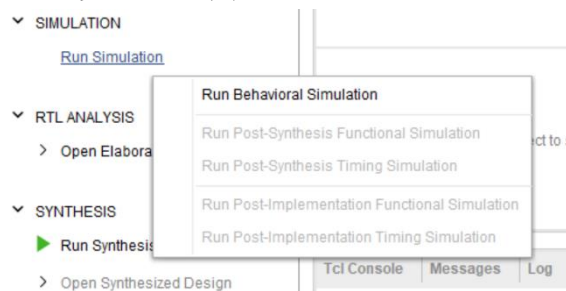 SIMULATION
Run Simulation
Run Behavioral Simulation
RTL ANALYSIS
Run Post-Synthesis Functional Simulation
Open Elabora
ect to
Run Post-Synthesis Timing Simulation
SYNTHESIS
Run Post-Implementation Functional Simulation
Run Synthesis
Run Post-Implementation Timing Simulation
Tcl Console Messages Log
Open Synthesized Design